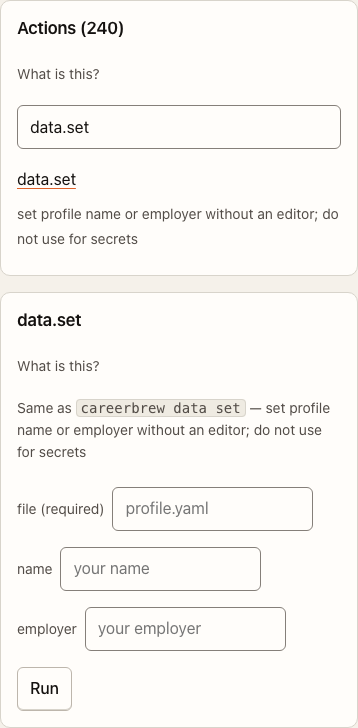 Actions (240)
What is this?
data.set
data.set
set profile name or employer without an editor; do
not use for secrets
data.set
What is this?
Same as careerbrew data set — set profile
name or employer without an editor; do not use
for secrets
file (required) profile.yaml
name your name
employer your employer
Run